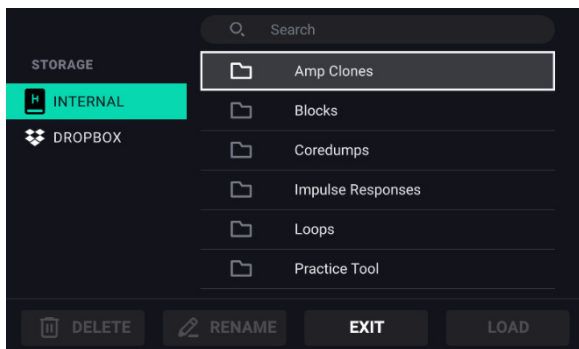 Search
STORAGE
H INTERNAL
DROPBOX
Amp Clones
Blocks
Coredumps
Impulse Responses
Loops
Practice Tool
DELETE
RENAME
EXIT
LOAD